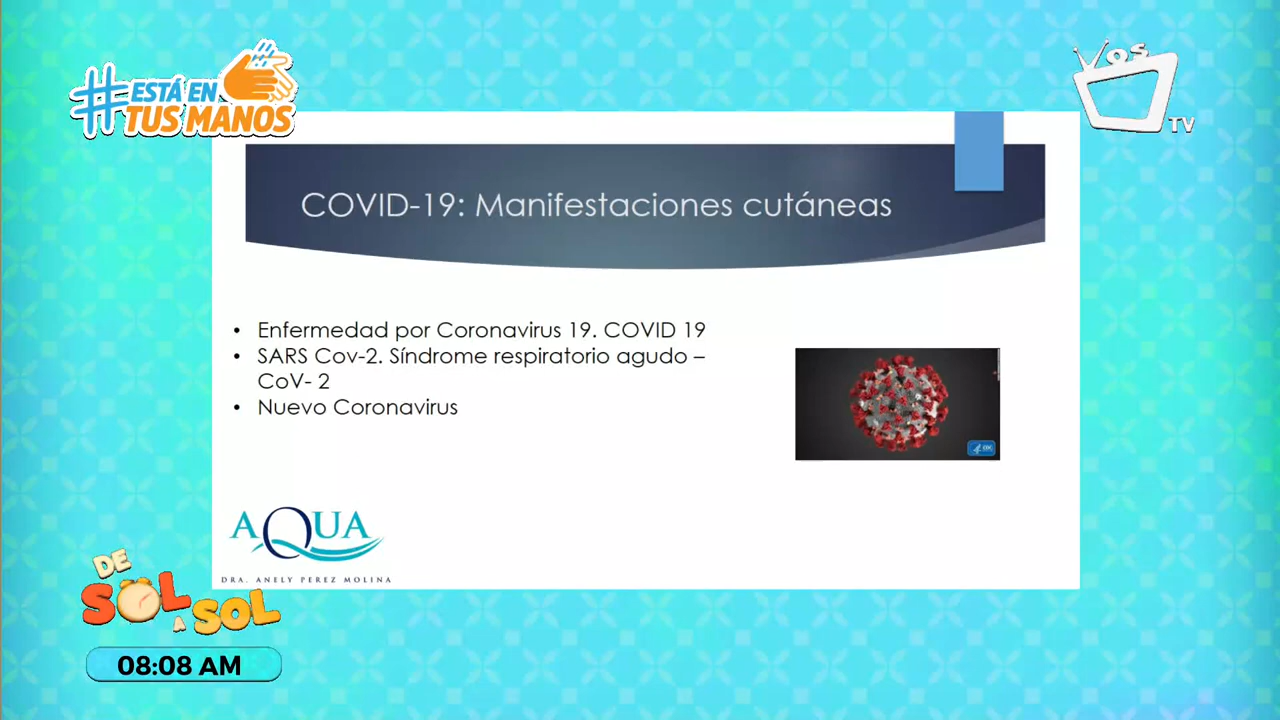 #ESTÁ EN
TUS MANOS
VOS
TV
COVID-19: Manifestaciones cutáneas
• Enfermedad por Coronavirus 19. COVID 19
• SARS Cov-2. Síndrome respiratorio agudo –
CoV- 2
• Nuevo Coronavirus
CDC
AQUA
DRA. ANELY PEREZ MOLINA
DE
SOL
A SOL
08:08 AM